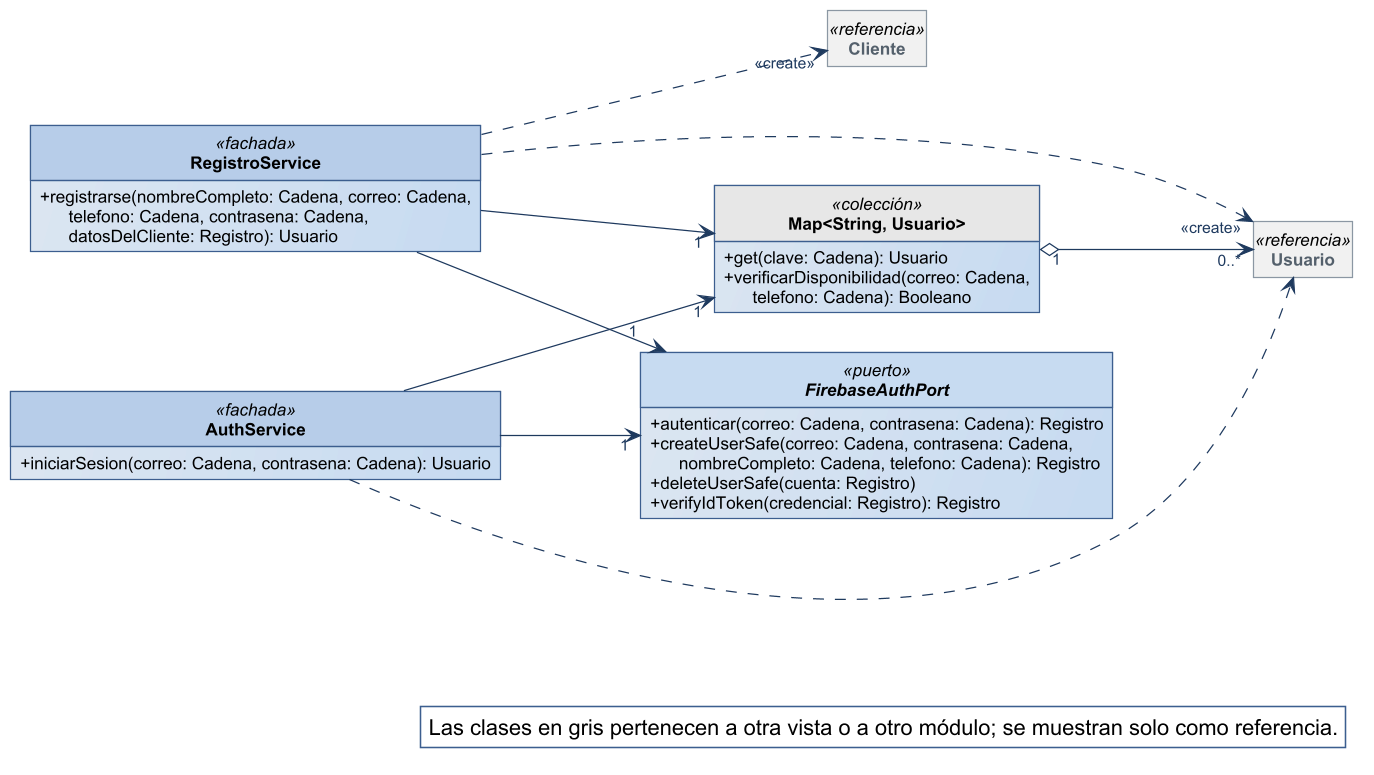 «referencia»
Cliente
«create»
«fachada»
RegistroService
+registrarse(nombreCompleto: Cadena, correo: Cadena,
telefono: Cadena, contrasena: Cadena,
datosDelCliente: Registro): Usuario
«colección»
Map<String, Usuario>
+get(clave: Cadena): Usuario
+verificarDisponibilidad(correo: Cadena,
telefono: Cadena): Booleano
1
1
0..*
«create»
«referencia»
Usuario
1
1
«puerto»
FirebaseAuthPort
+autenticar(correo: Cadena, contrasena: Cadena): Registro
+createUserSafe(correo: Cadena, contrasena: Cadena,
nombreCompleto: Cadena, telefono: Cadena): Registro
+deleteUserSafe(cuenta: Registro)
+verifyIdToken(credencial: Registro): Registro
«fachada»
AuthService
+iniciarSesion(correo: Cadena, contrasena: Cadena): Usuario
1
Las clases en gris pertenecen a otra vista o a otro módulo; se muestran solo como referencia.